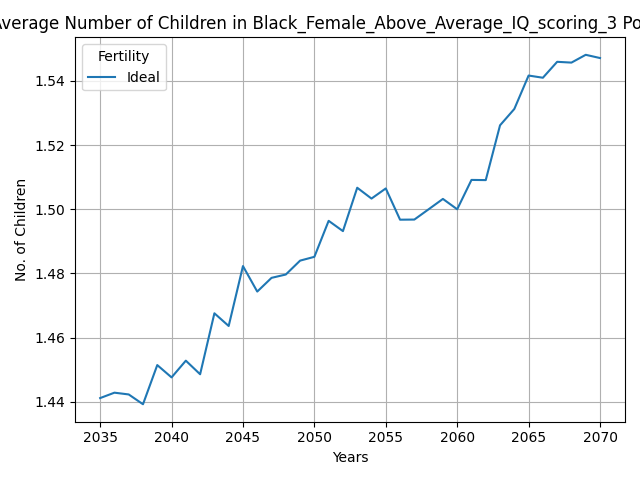 Average Number of Children in Black_Female_Above_Average_IQ_scoring_3 Po
Fertility
Ideal
No. of Children
1.54
1.52
1.50
1.48
1.46
1.44
2035 2040 2045 2050 2055 2060 2065 2070
Years